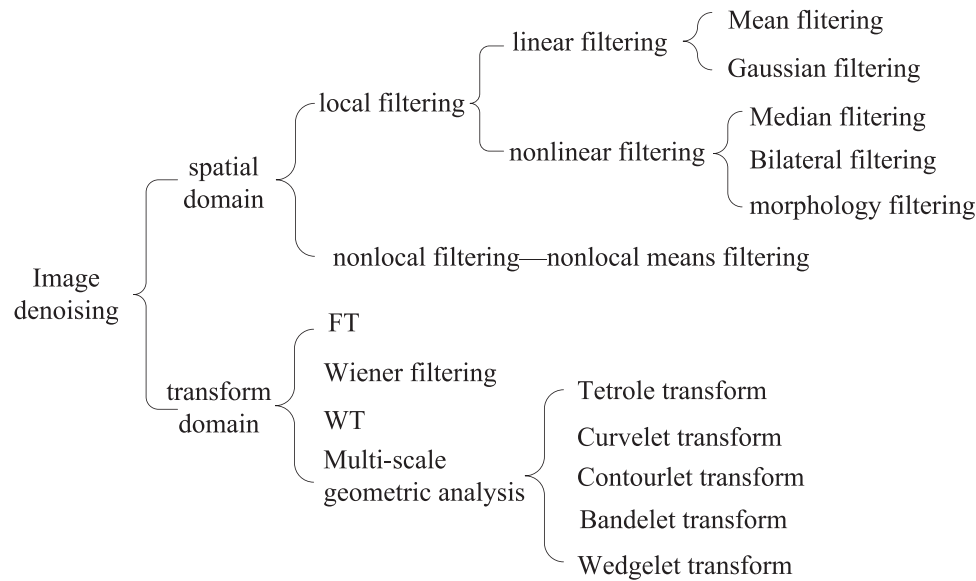 Image
denoising
spatial
domain
local filtering
linear filtering
Mean flitering
Gaussian filtering
nonlinear filtering
Median flitering
Bilateral filtering
morphology filtering
nonlocal filtering—nonlocal means filtering
transform
domain
FT
Wiener filtering
WT
Multi-scale
geometric analysis
Tetrole transform
Curvelet transform
Contourlet transform
Bandelet transform
Wedgelet transform